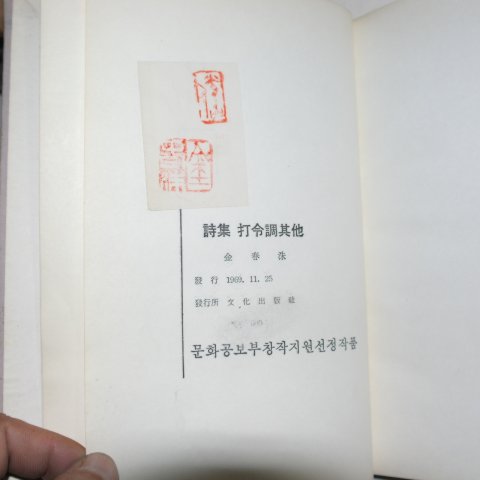 詩集 打令調其他
金春洙
發行 1969. 11. 25
發行所 文化出版社
문화공보부창작지원선정작품